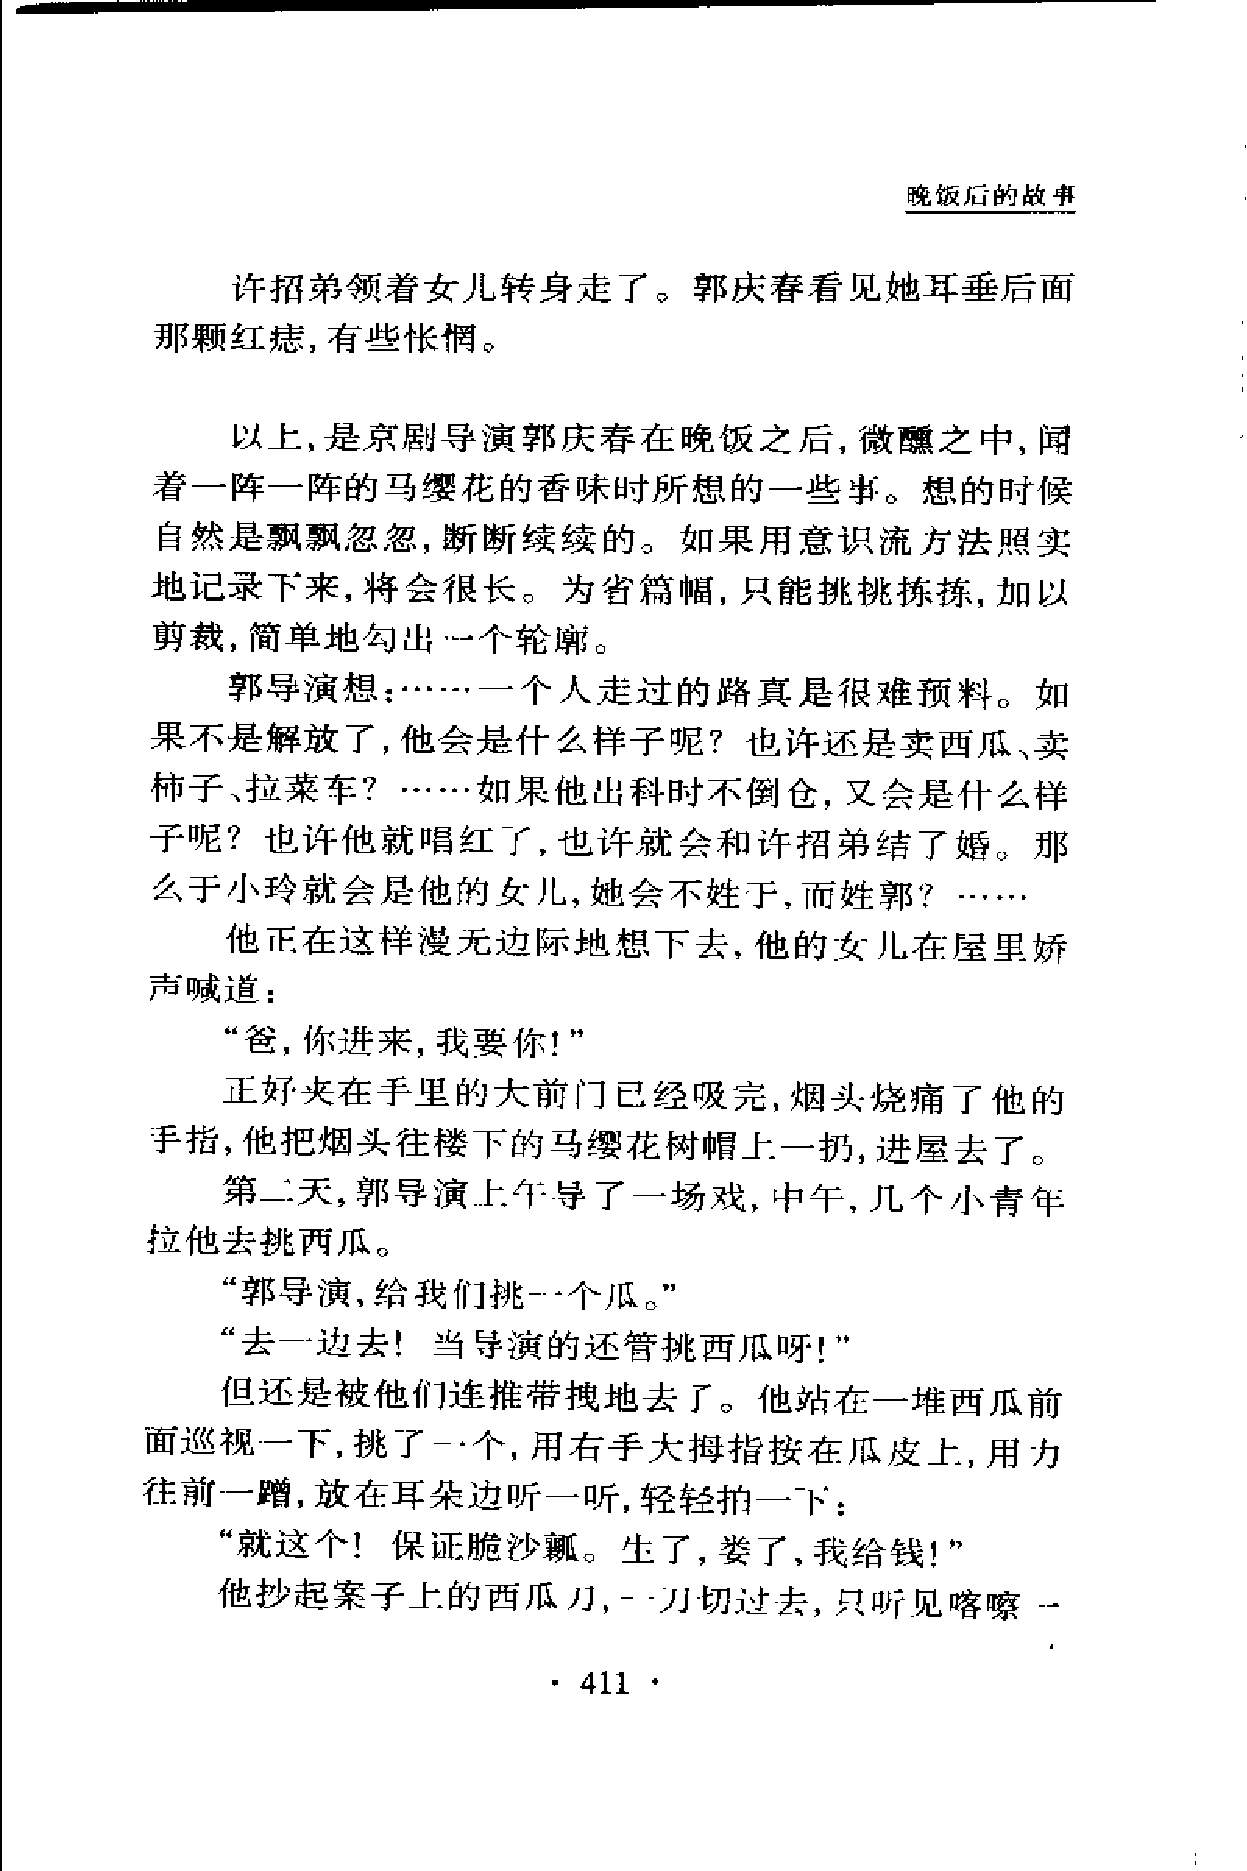 晚饭后的故事
许招弟领着女儿转身走了。郭庆春看见她耳垂后面
那颗红痣,有些怅惘。
以上,是京剧导演郭庆春在晚饭之后,微醺之中,闻
着一阵一阵的马缨花的香味时所想的一些事。想的时候
自然是飘飘忽忽,断断续续的。如果用意识流方法照实
地记录下来,将会很长。为省篇幅,只能挑挑拣拣,加以
剪裁,简单地勾出一个轮廓。
郭导演想:……一个人走过的路真是很难预料。如
果不是解放了,他会是什么样子呢?也许还是卖西瓜、卖
柿子、拉菜车?……如果他出科时不倒仓,又会是什么样
子呢?也许他就唱红了,也许就会和许招弟结了婚。那
么于小玲就会是他的女儿,她会不姓于,而姓郭?……
他正在这样漫无边际地想下去,他的女儿在屋里娇
声喊道:
“爸,你进来,我要你!”
正好夹在手里的大前门已经吸完,烟头烧痛了他的
手指,他把烟头往楼下的马缨花树帽上一扔,进屋去了。
第二天,郭导演上午导了一场戏,中午,几个小青年
拉他去挑西瓜。
“郭导演,给我们挑一个瓜。”
“去一边去!当导演的还管挑西瓜呀!”
但还是被他们连推带拽地去了。他站在一堆西瓜前
面巡视一下,挑了一个,用右手大拇指按在瓜皮上,用力
往前一蹭,放在耳朵边听一听,轻轻拍一下:
“就这个!保证脆沙瓤。生了,娄了,我给钱!”
他抄起案子上的西瓜刀,一刀切过去,只听见喀嚓一
· 411 ·